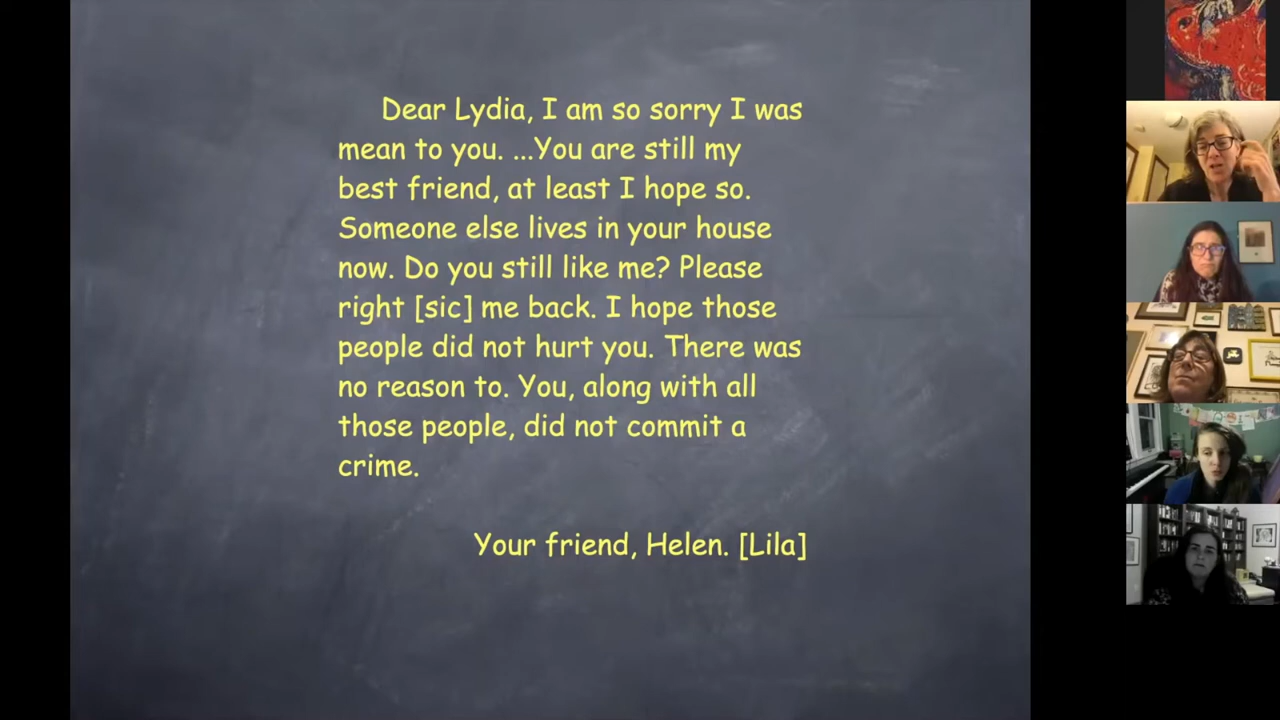 Dear Lydia, I am so sorry I was
mean to you. ...You are still my
best friend, at least I hope so.
Someone else lives in your house
now. Do you still like me? Please
right [sic] me back. I hope those
people did not hurt you. There was
no reason to. You, along with all
those people, did not commit a
crime.
Your friend, Helen. [Lila]